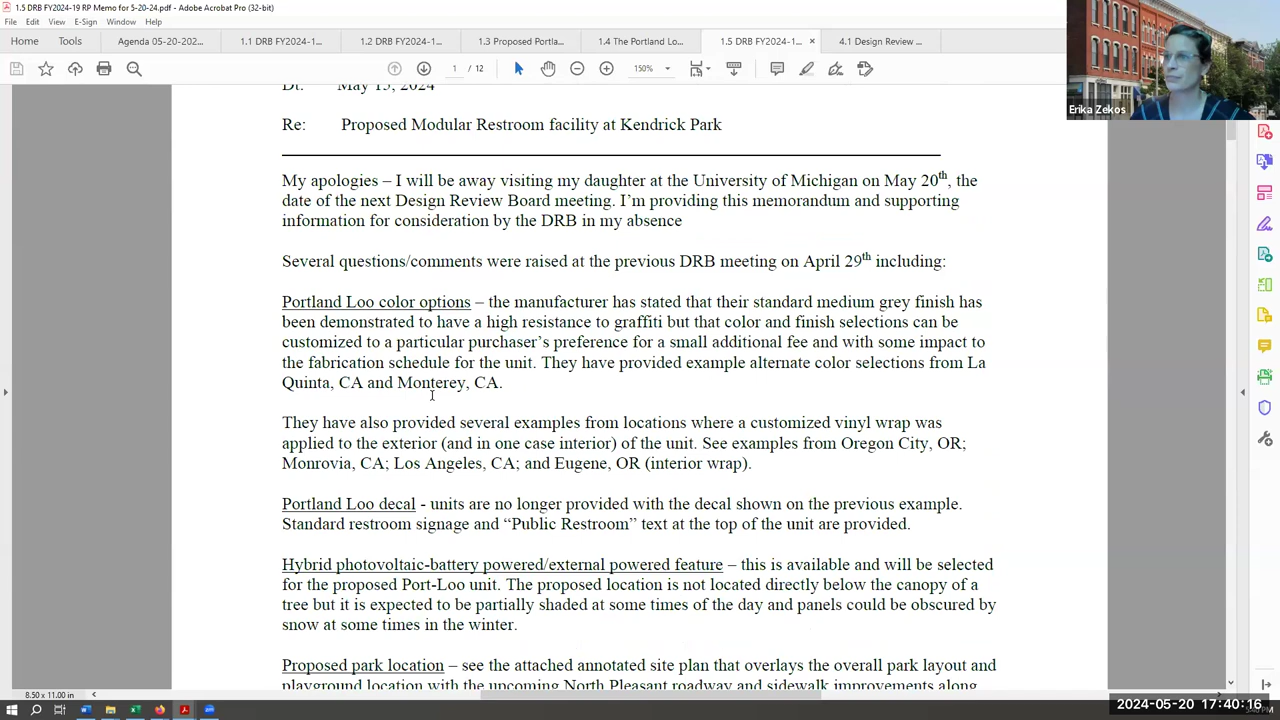 1.5 DRB FY2024-19 RP Memo for 5-20-24.pdf - Adobe Acrobat Pro (32-bit)
File Edit View E-Sign Window Help
Home Tools Agenda 05-20-202... 1.1 DRB FY2024-1... 1.2 DRB FY2024-1... 1.3 Proposed Portla... 1.4 The Portland Lo... 1.5 DRB FY2024-1... × 4.1 Design Review ...
1 / 12 150%
Erika Zekos
Dt: May 15, 2024
Re: Proposed Modular Restroom facility at Kendrick Park
My apologies – I will be away visiting my daughter at the University of Michigan on May 20th, the
date of the next Design Review Board meeting. I'm providing this memorandum and supporting
information for consideration by the DRB in my absence
Several questions/comments were raised at the previous DRB meeting on April 29th including:
Portland Loo color options – the manufacturer has stated that their standard medium grey finish has
been demonstrated to have a high resistance to graffiti but that color and finish selections can be
customized to a particular purchaser's preference for a small additional fee and with some impact to
the fabrication schedule for the unit. They have provided example alternate color selections from La
Quinta, CA and Monterey, CA.
They have also provided several examples from locations where a customized vinyl wrap was
applied to the exterior (and in one case interior) of the unit. See examples from Oregon City, OR;
Monrovia, CA; Los Angeles, CA; and Eugene, OR (interior wrap).
Portland Loo decal - units are no longer provided with the decal shown on the previous example.
Standard restroom signage and “Public Restroom” text at the top of the unit are provided.
Hybrid photovoltaic-battery powered/external powered feature – this is available and will be selected
for the proposed Port-Loo unit. The proposed location is not located directly below the canopy of a
tree but it is expected to be partially shaded at some times of the day and panels could be obscured by
snow at some times in the winter.
Proposed park location – see the attached annotated site plan that overlays the overall park layout and
playground location with the upcoming North Pleasant roadway and sidewalk improvements along
8.50 x 11.00 in
2024-05-20 17:40:16